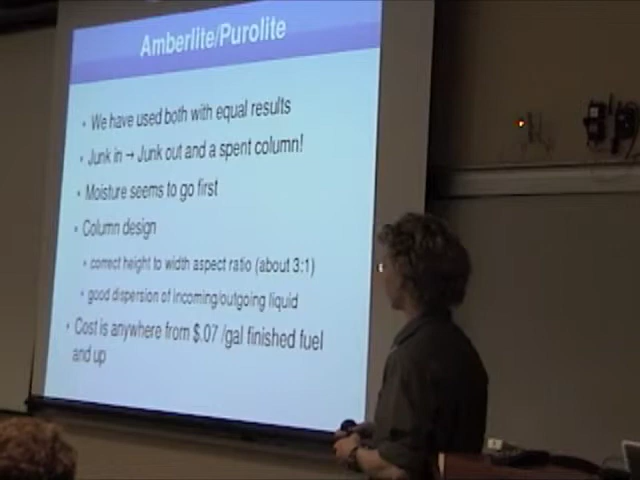 Amberlite/Purolite
• We have used both with equal results
• Junk in → Junk out and a spent column!
• Moisture seems to go first
• Column design
• correct height to width aspect ratio (about 3:1)
• good dispersion of incoming/outgoing liquid
• Cost is anywhere from $.07 /gal finished fuel
and up